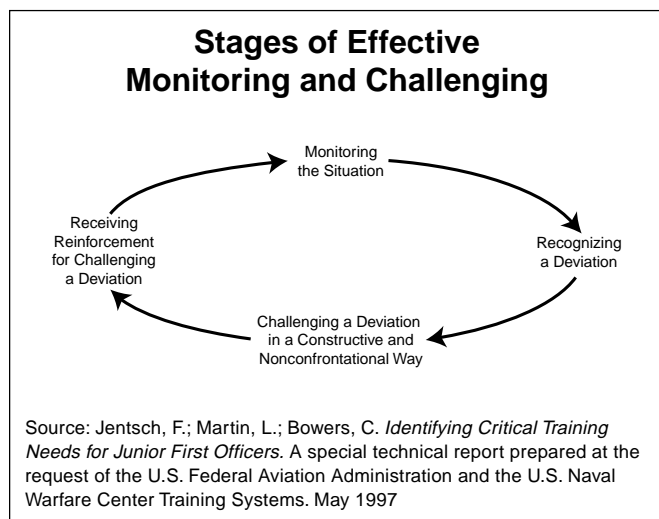 Stages of Effective
Monitoring and Challenging
Monitoring
the Situation
Recognizing
a Deviation
Challenging a Deviation
in a Constructive and
Nonconfrontational Way
Receiving
Reinforcement
for Challenging
a Deviation
Source: Jentsch, F.; Martin, L.; Bowers, C. Identifying Critical Training
Needs for Junior First Officers. A special technical report prepared at the
request of the U.S. Federal Aviation Administration and the U.S. Naval
Warfare Center Training Systems. May 1997